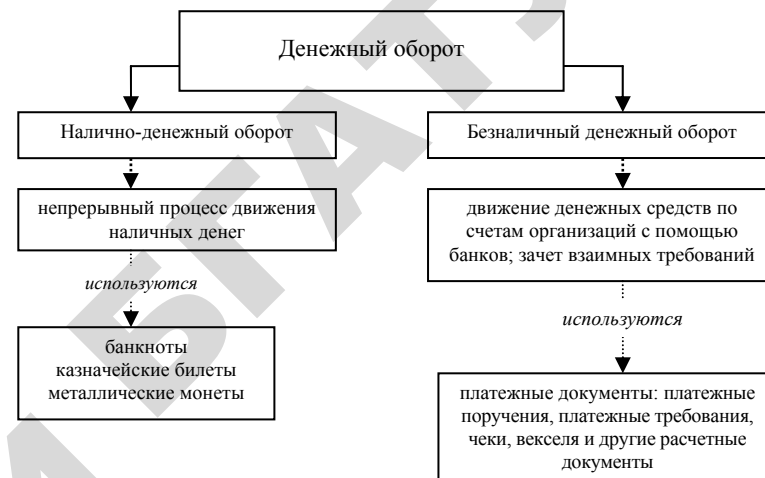 Денежный оборот
Налично-денежный оборот
Безналичный денежный оборот
непрерывный процесс движения
наличных денег
движение денежных средств по
счетам организаций с помощью
банков; зачет взаимных требований
используются
используются
банкноты
казначейские билеты
металлические монеты
платежные документы: платежные
поручения, платежные требования,
чеки, векселя и другие расчетные
документы
БГАТУ